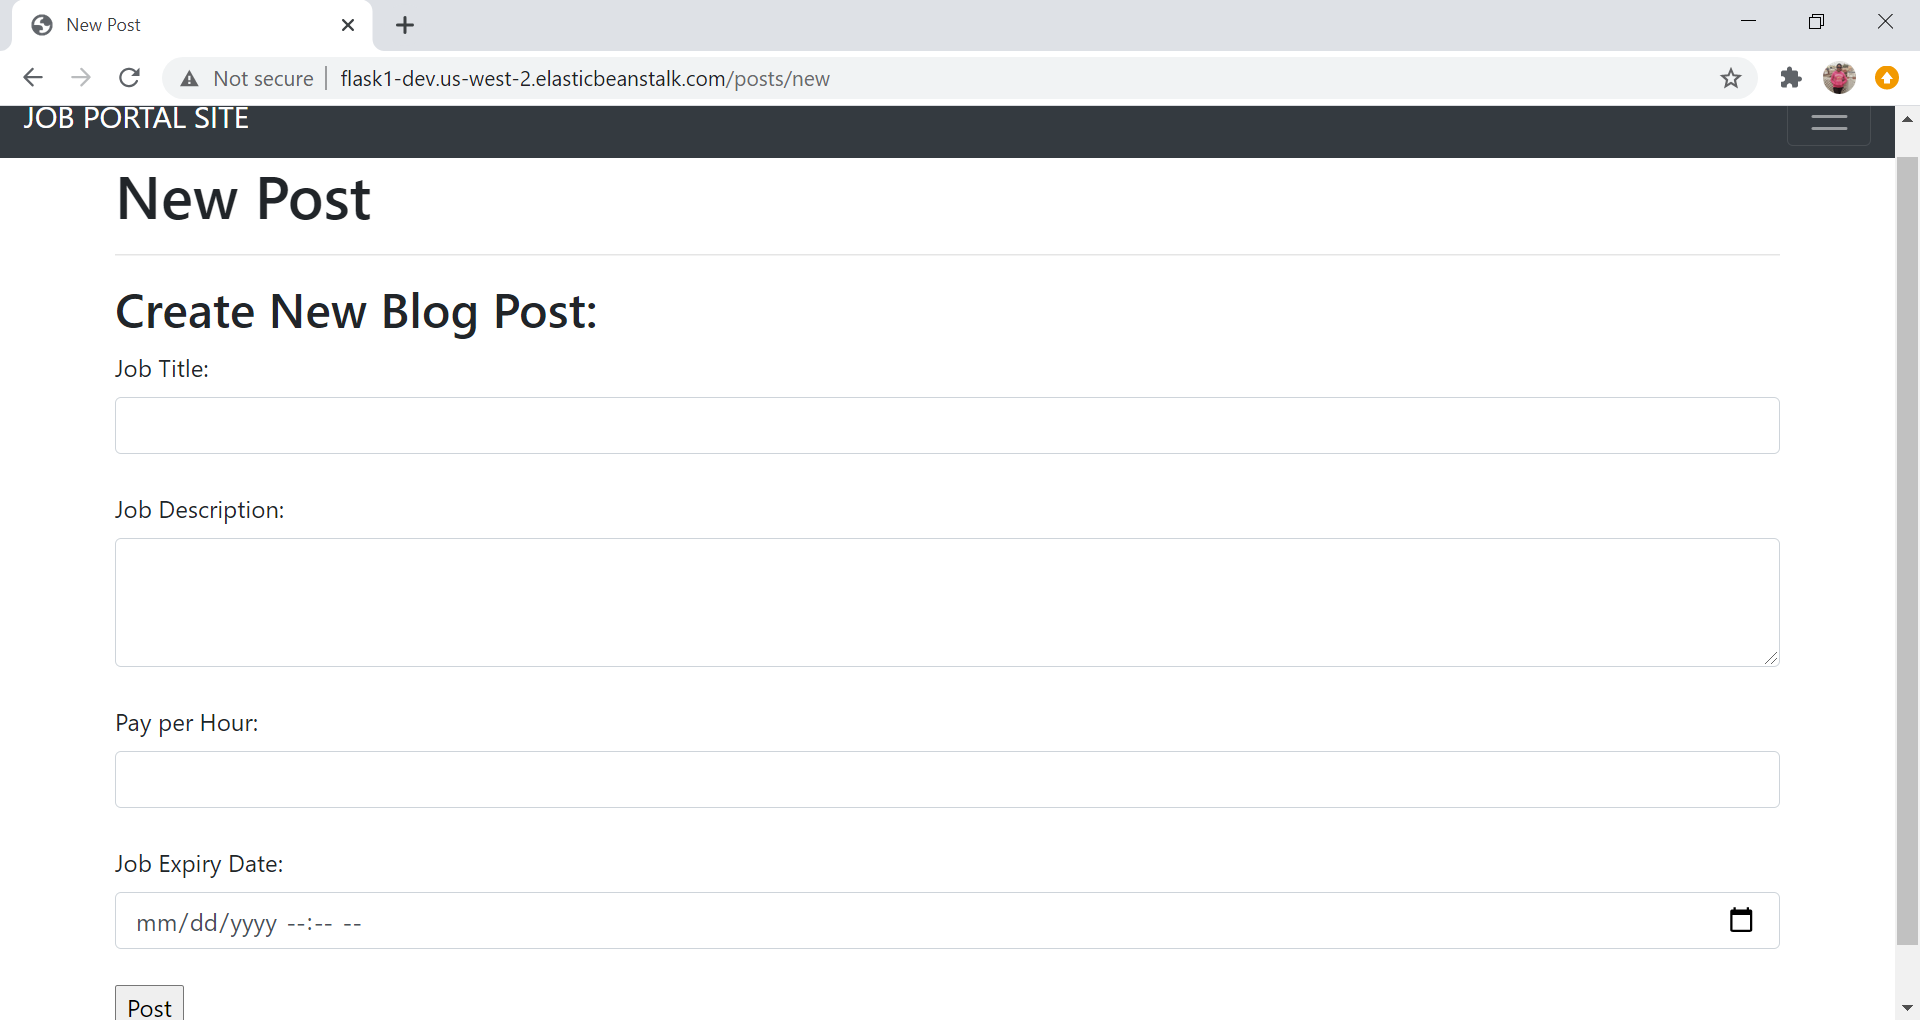 New Post
Not secure flask1-dev.us-west-2.elasticbeanstalk.com/posts/new
JOB PORTAL SITE
New Post
Create New Blog Post:
Job Title:
Job Description:
Pay per Hour:
Job Expiry Date:
mm/dd/yyyy --:-- --
Post